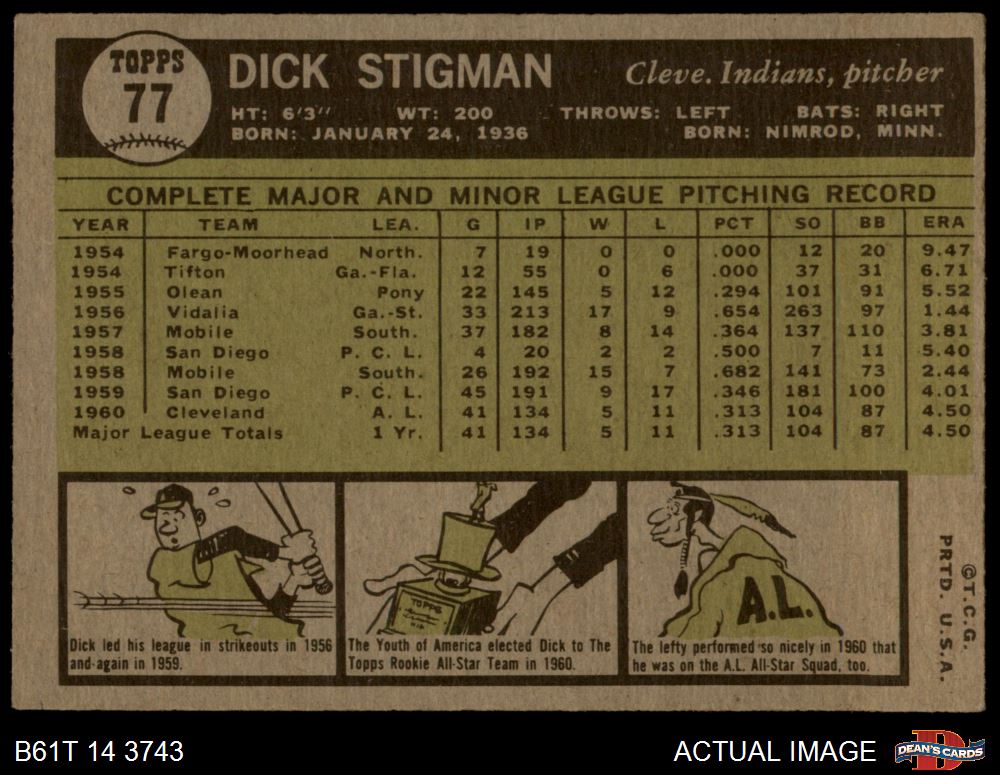 TOPPS
77
DICK STIGMAN
Cleve. Indians, pitcher
HT: 6'3" WT: 200 THROWS: LEFT BATS: RIGHT
BORN: JANUARY 24, 1936 BORN: NIMROD, MINN.
COMPLETE MAJOR AND MINOR LEAGUE PITCHING RECORD
YEAR TEAM LEA. G IP W L PCT SO BB ERA
1954 Fargo-Moorhead North. 7 19 0 0 .000 12 20 9.47
1954 Tifton Ga.-Fla. 12 55 0 6 .000 37 31 6.71
1955 Olean Pony 22 145 5 12 .294 101 91 5.52
1956 Vidalia Ga.-St. 33 213 17 9 .654 263 97 1.44
1957 Mobile South. 37 182 8 14 .364 137 110 3.81
1958 San Diego P. C. L. 4 20 2 2 .500 7 11 5.40
1958 Mobile South. 26 192 15 7 .682 141 73 2.44
1959 San Diego P. C. L. 45 191 9 17 .346 181 100 4.01
1960 Cleveland A. L. 41 134 5 11 .313 104 87 4.50
Major League Totals 1 Yr. 41 134 5 11 .313 104 87 4.50
TOPPS
A.L.
Dick led his league in strikeouts in 1956
and again in 1959.
The Youth of America elected Dick to The
Topps Rookie All-Star Team in 1960.
The lefty performed so nicely in 1960 that
he was on the A.L. All-Star Squad, too.
©T.C.G.
PRTD. U.S.A.
B61T 14 3743
ACTUAL IMAGE
DEAN'S CARDS